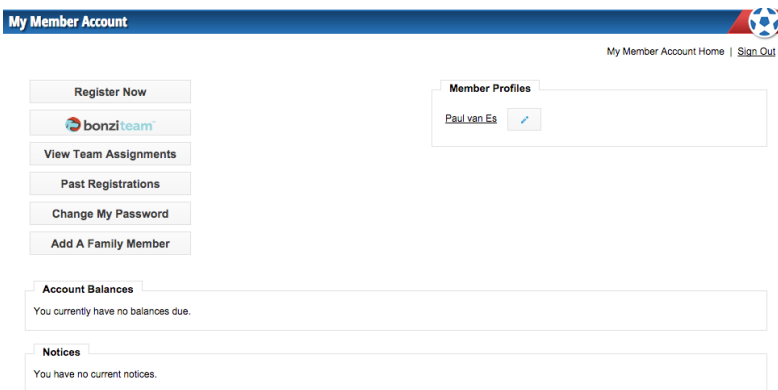 My Member Account
My Member Account Home | Sign Out
Register Now
bonziteam
View Team Assignments
Past Registrations
Change My Password
Add A Family Member
Member Profiles
Paul van Es
Account Balances
You currently have no balances due.
Notices
You have no current notices.